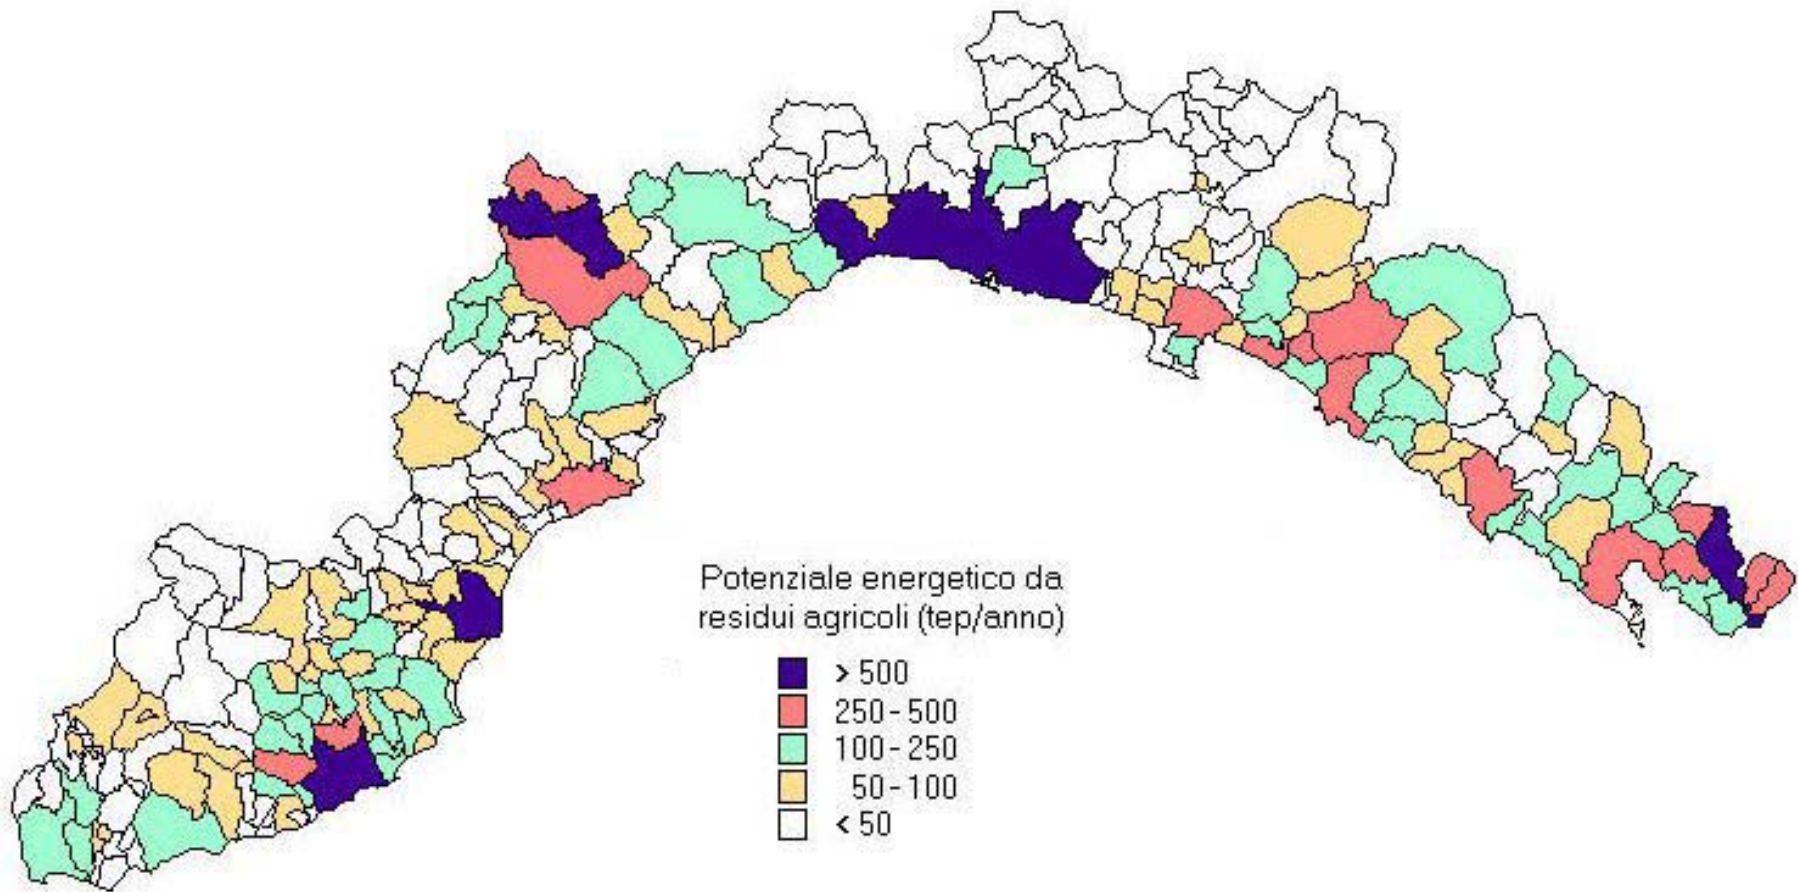 Potenziale energetico da
residui agricoli (tep/anno)
> 500
250-500
100-250
50-100
< 50